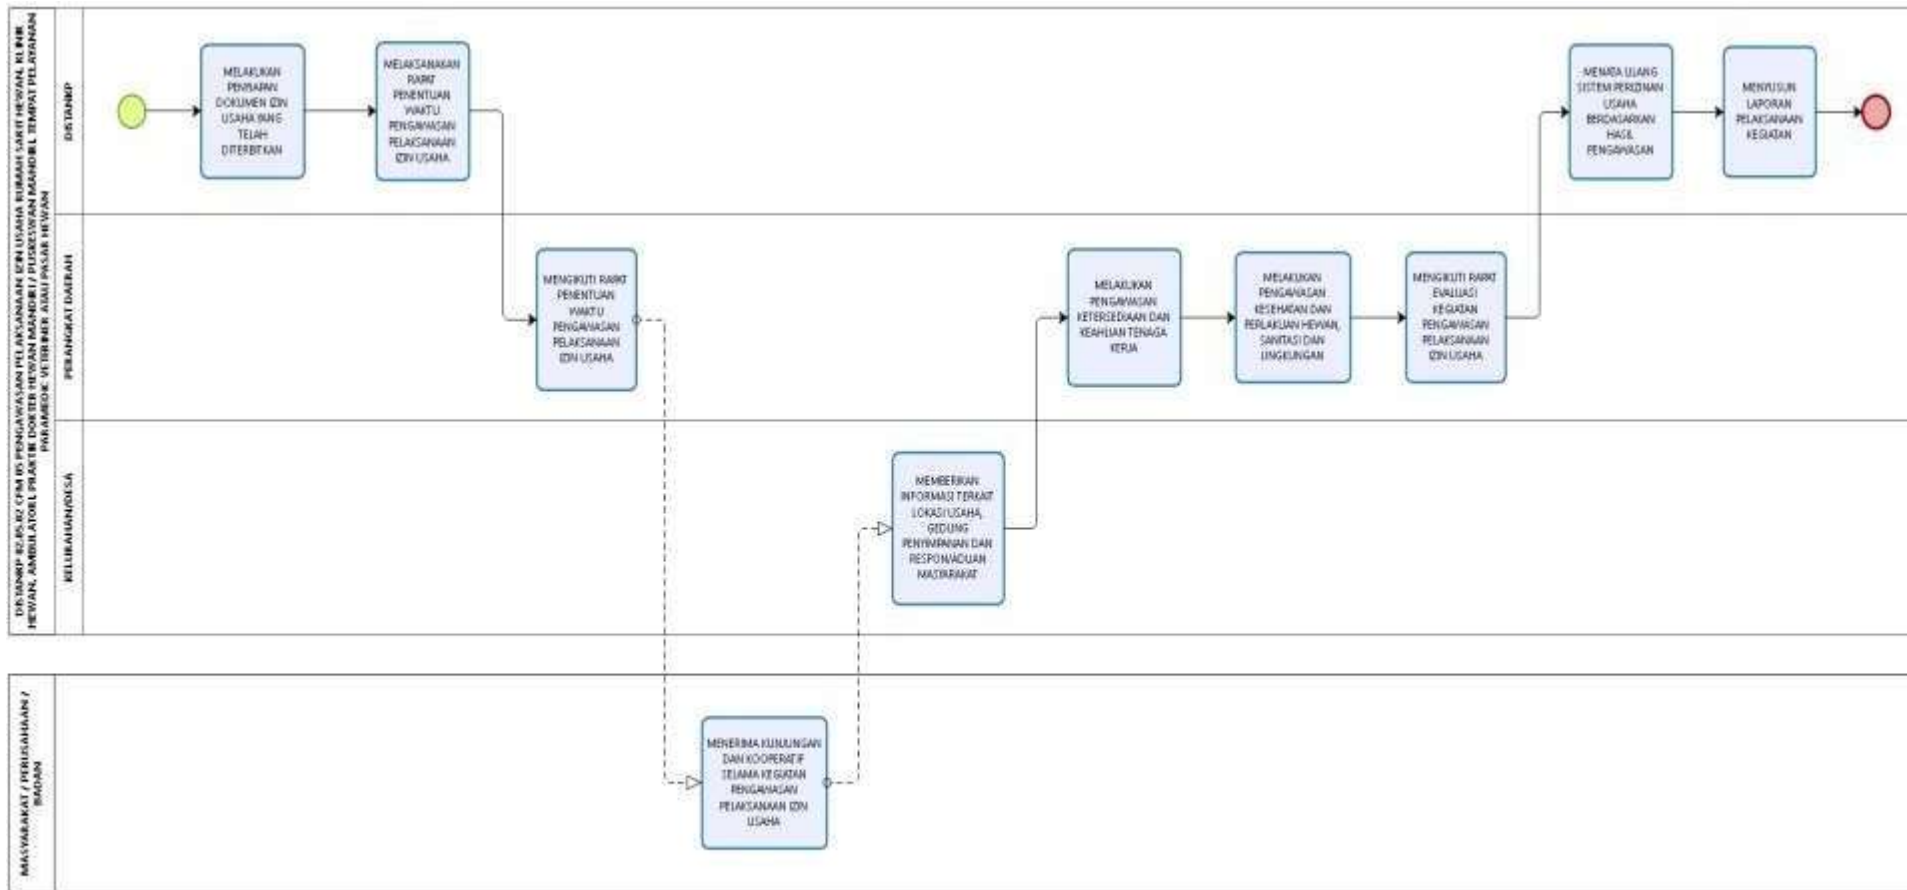 DISTANKP 02.05.02 CFM 05 PENGAWASAN PELAKSANAAN IZIN USAHA RUMAH SAKIT HEWAN, KLINIK
HEWAN, AMBULATORI, PRAKTIK DOKTER HEWAN MANDIRI / PUSKESWAN MANDIRI, TEMPAT PELAYANAN
PARAMEDIC VETERINER ATAU PASAR HEWAN
DISTANKP
MELAKUKAN
DOKUMEN IZIN
USAHA YANG
TELAH
DITERBITKAN
MELAKSANAKAN
RAPAT
PENENTUAN
WAKTU
PENGAWASAN
PELAKSANAAN
IZIN USAHA
MENATA ULANG
SISTEM PERIZINAN
USAHA
BERDASARKAN
HASIL
PENGAWASAN
MENYUSUN
LAPORAN
PELAKSANAAN
KEGIATAN
PERANGKAT DAERAH
MENGIKUTI RAPAT
PENENTUAN
WAKTU
PENGAWASAN
PELAKSANAAN
IZIN USAHA
MELAKUKAN
PENGAWASAN
KETERSEDIAAN DAN
KEAHLIAN TENAGA
KERJA
MELAKUKAN
PENGAWASAN
KESEHATAN DAN
PERLAKUAN HEWAN,
SANITASI DAN
LINGKUNGAN
MENGIKUTI RAPAT
EVALUASI
KEGIATAN
PENGAWASAN
PELAKSANAAN
IZIN USAHA
KELURAHAN/DESA
MEMBERIKAN
INFORMASI TERKAIT
LOKASI USAHA,
GEDUNG
PENYIMPANAN DAN
RESPON/ADUAN
MASYARAKAT
MASYARAKAT / PERUSAHAAN /
BADAN
MENERIMA KUNJUNGAN
DAN KOOPERATIF
SELAMA KEGIATAN
PENGAWASAN
PELAKSANAAN IZIN
USAHA